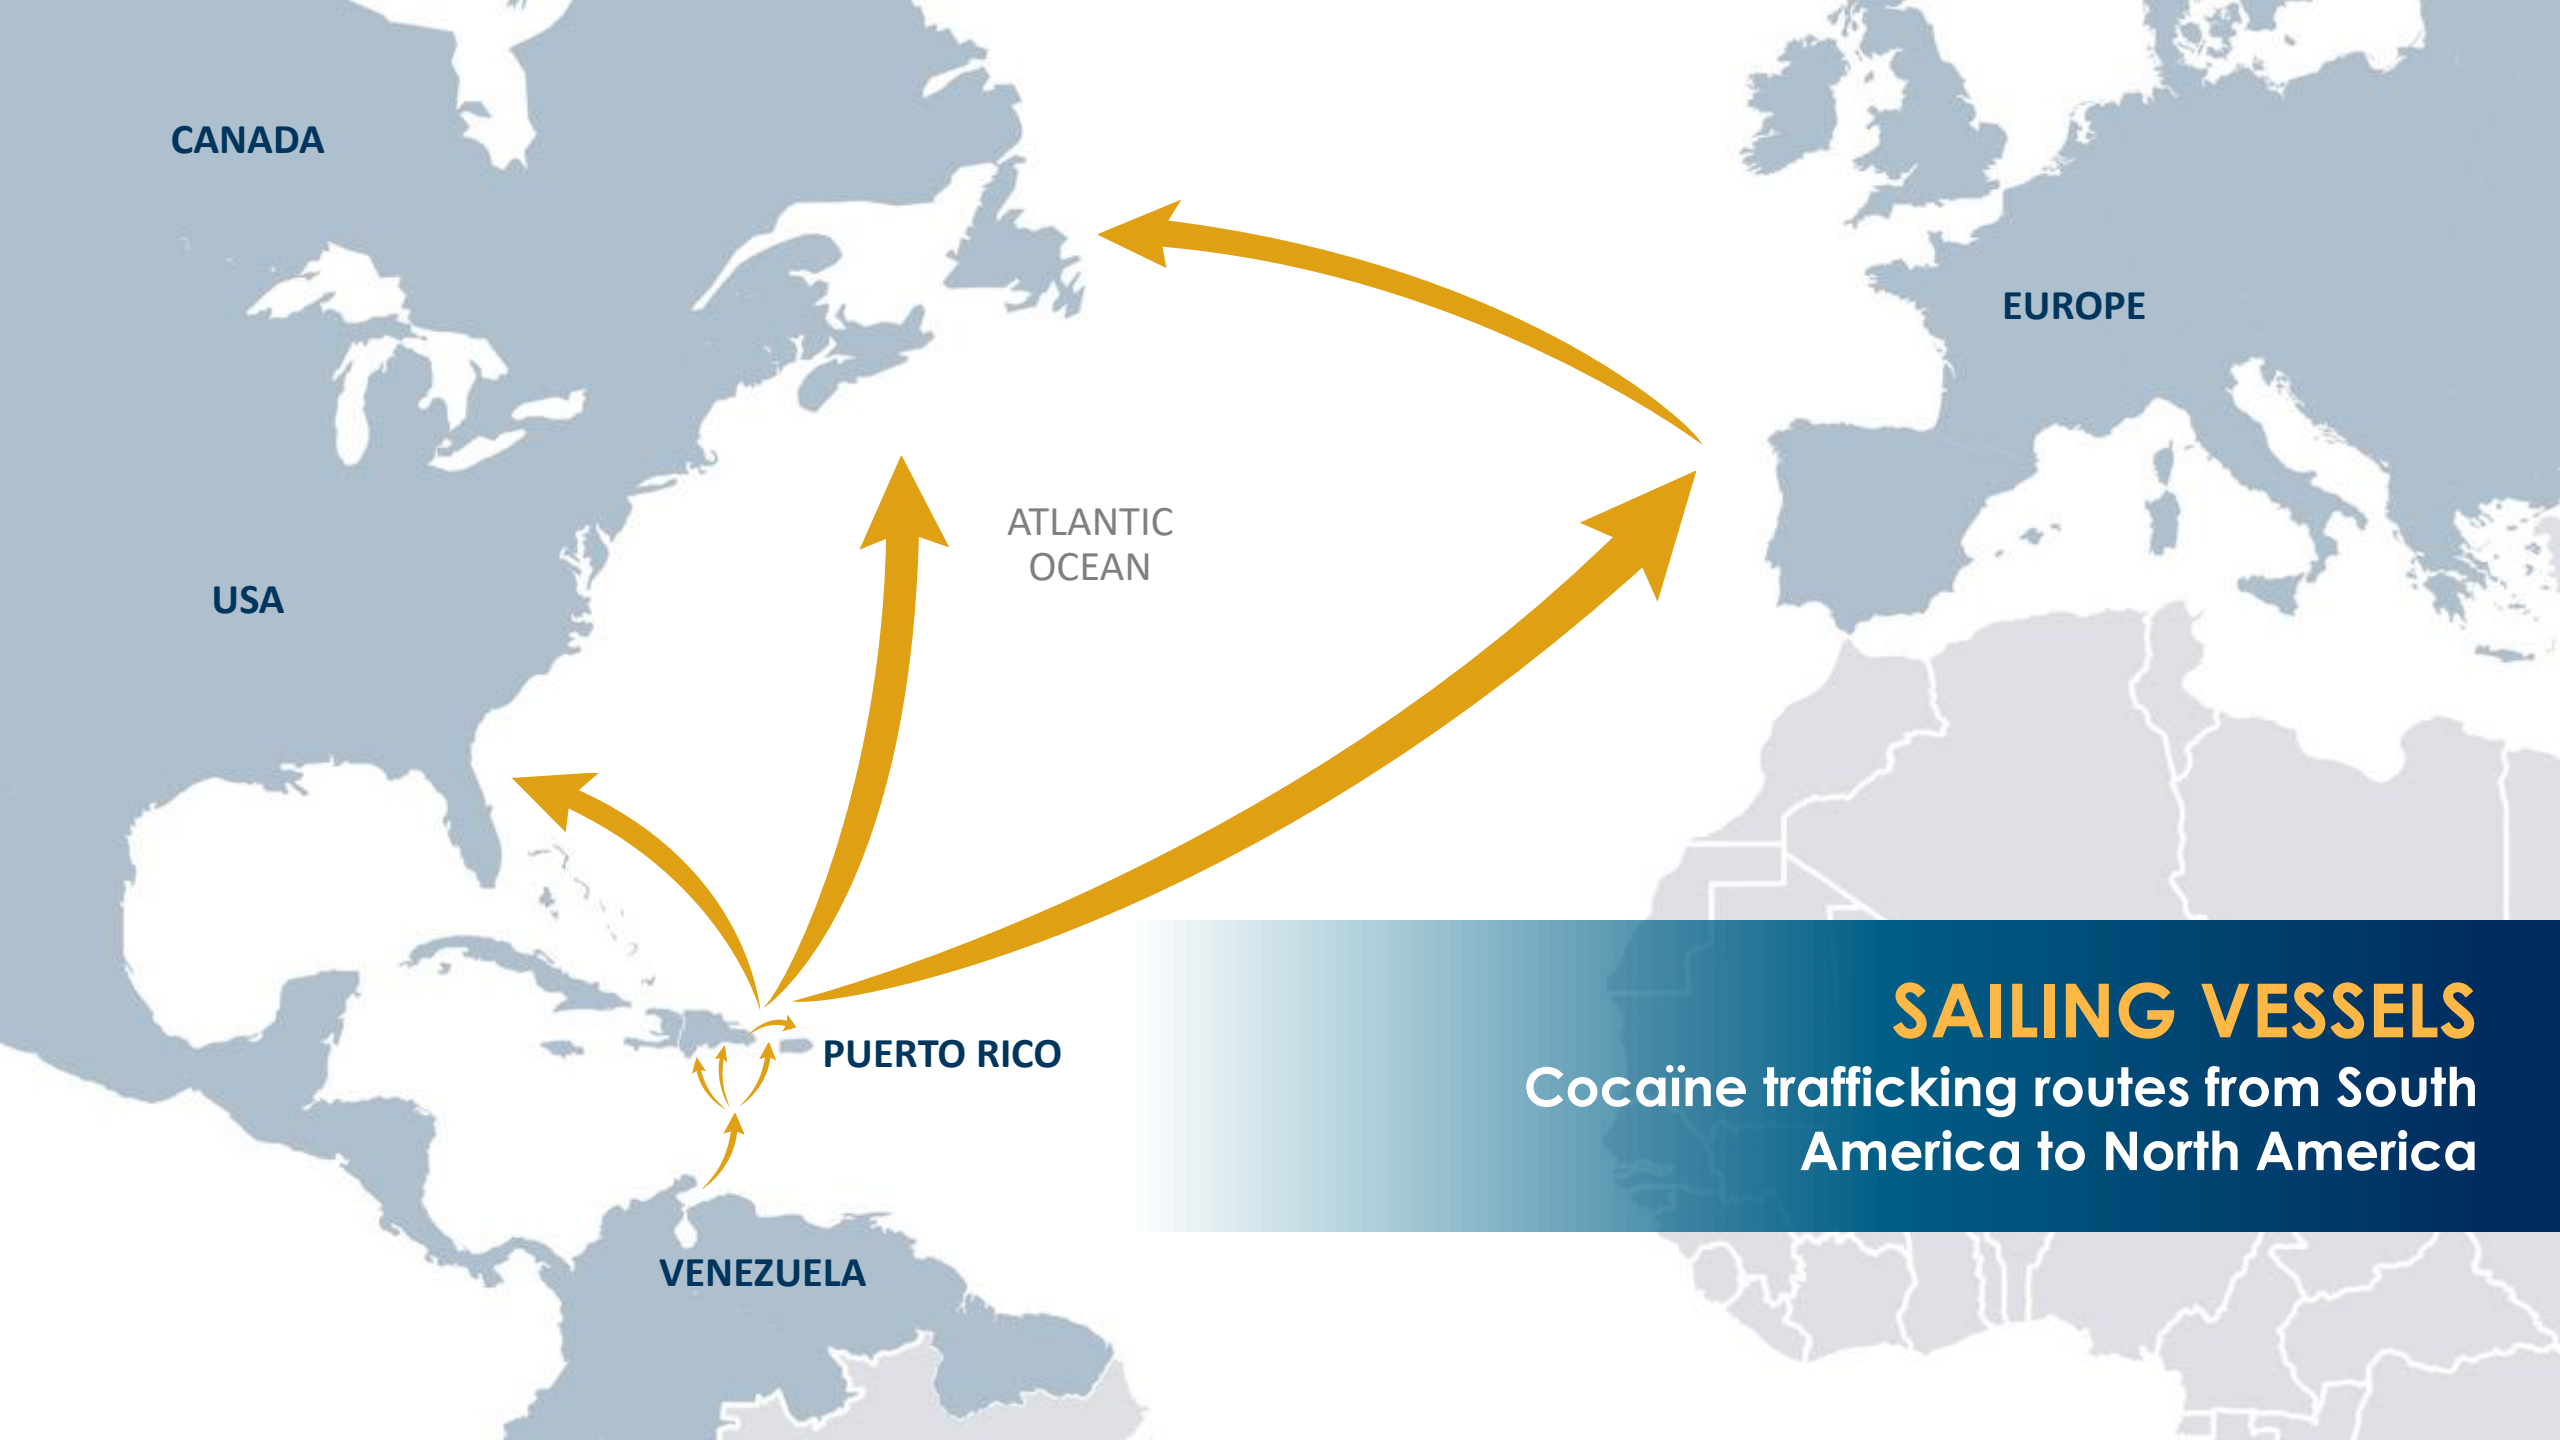 CANADA
EUROPE
ATLANTIC
OCEAN
USA
SAILING VESSELS
PUERTO RICO
Cocaïne trafficking routes from South
America to North America
VENEZUELA